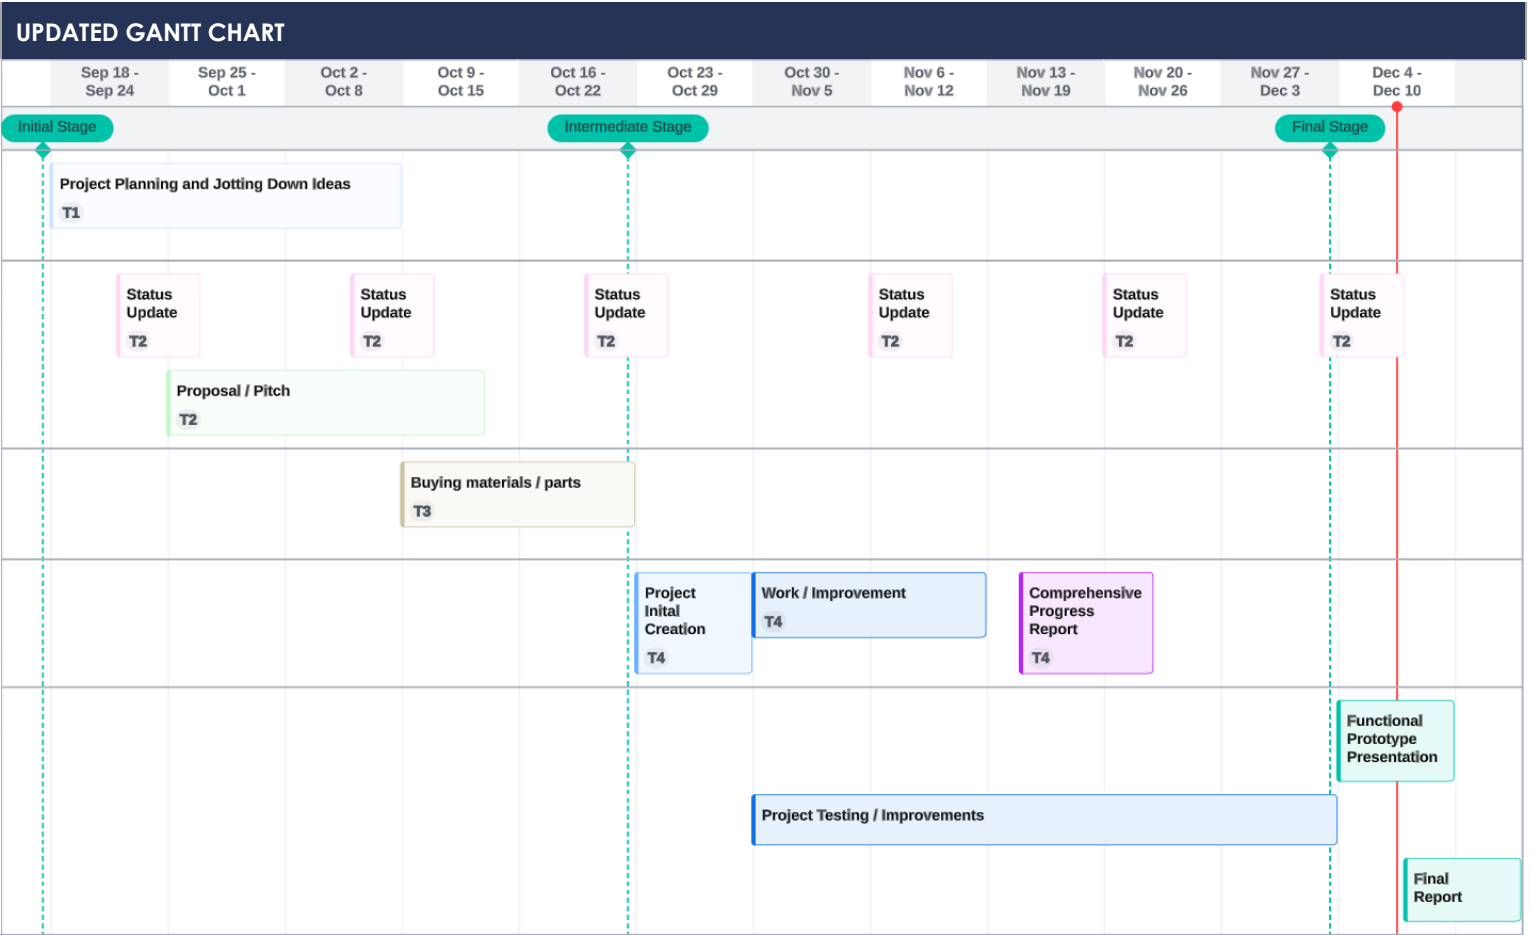 UPDATED GANTT CHART
Sep 18 -
Sep 24
Sep 25 -
Oct 1
Oct 2 -
Oct 8
Oct 9 -
Oct 15
Oct 16 -
Oct 22
Oct 23 -
Oct 29
Oct 30 -
Nov 5
Nov 6 -
Nov 12
Nov 13 -
Nov 19
Nov 20 -
Nov 26
Nov 27 -
Dec 3
Dec 4 -
Dec 10
Initial Stage
Intermediate Stage
Final Stage
Project Planning and Jotting Down Ideas
T1
Status
Update
T2
Status
Update
T2
Status
Update
T2
Status
Update
T2
Status
Update
T2
Status
Update
T2
Proposal / Pitch
T2
Buying materials / parts
T3
Project
Inital
Creation
T4
Work / Improvement
T4
Comprehensive
Progress
Report
T4
Functional
Prototype
Presentation
Project Testing / Improvements
Final
Report